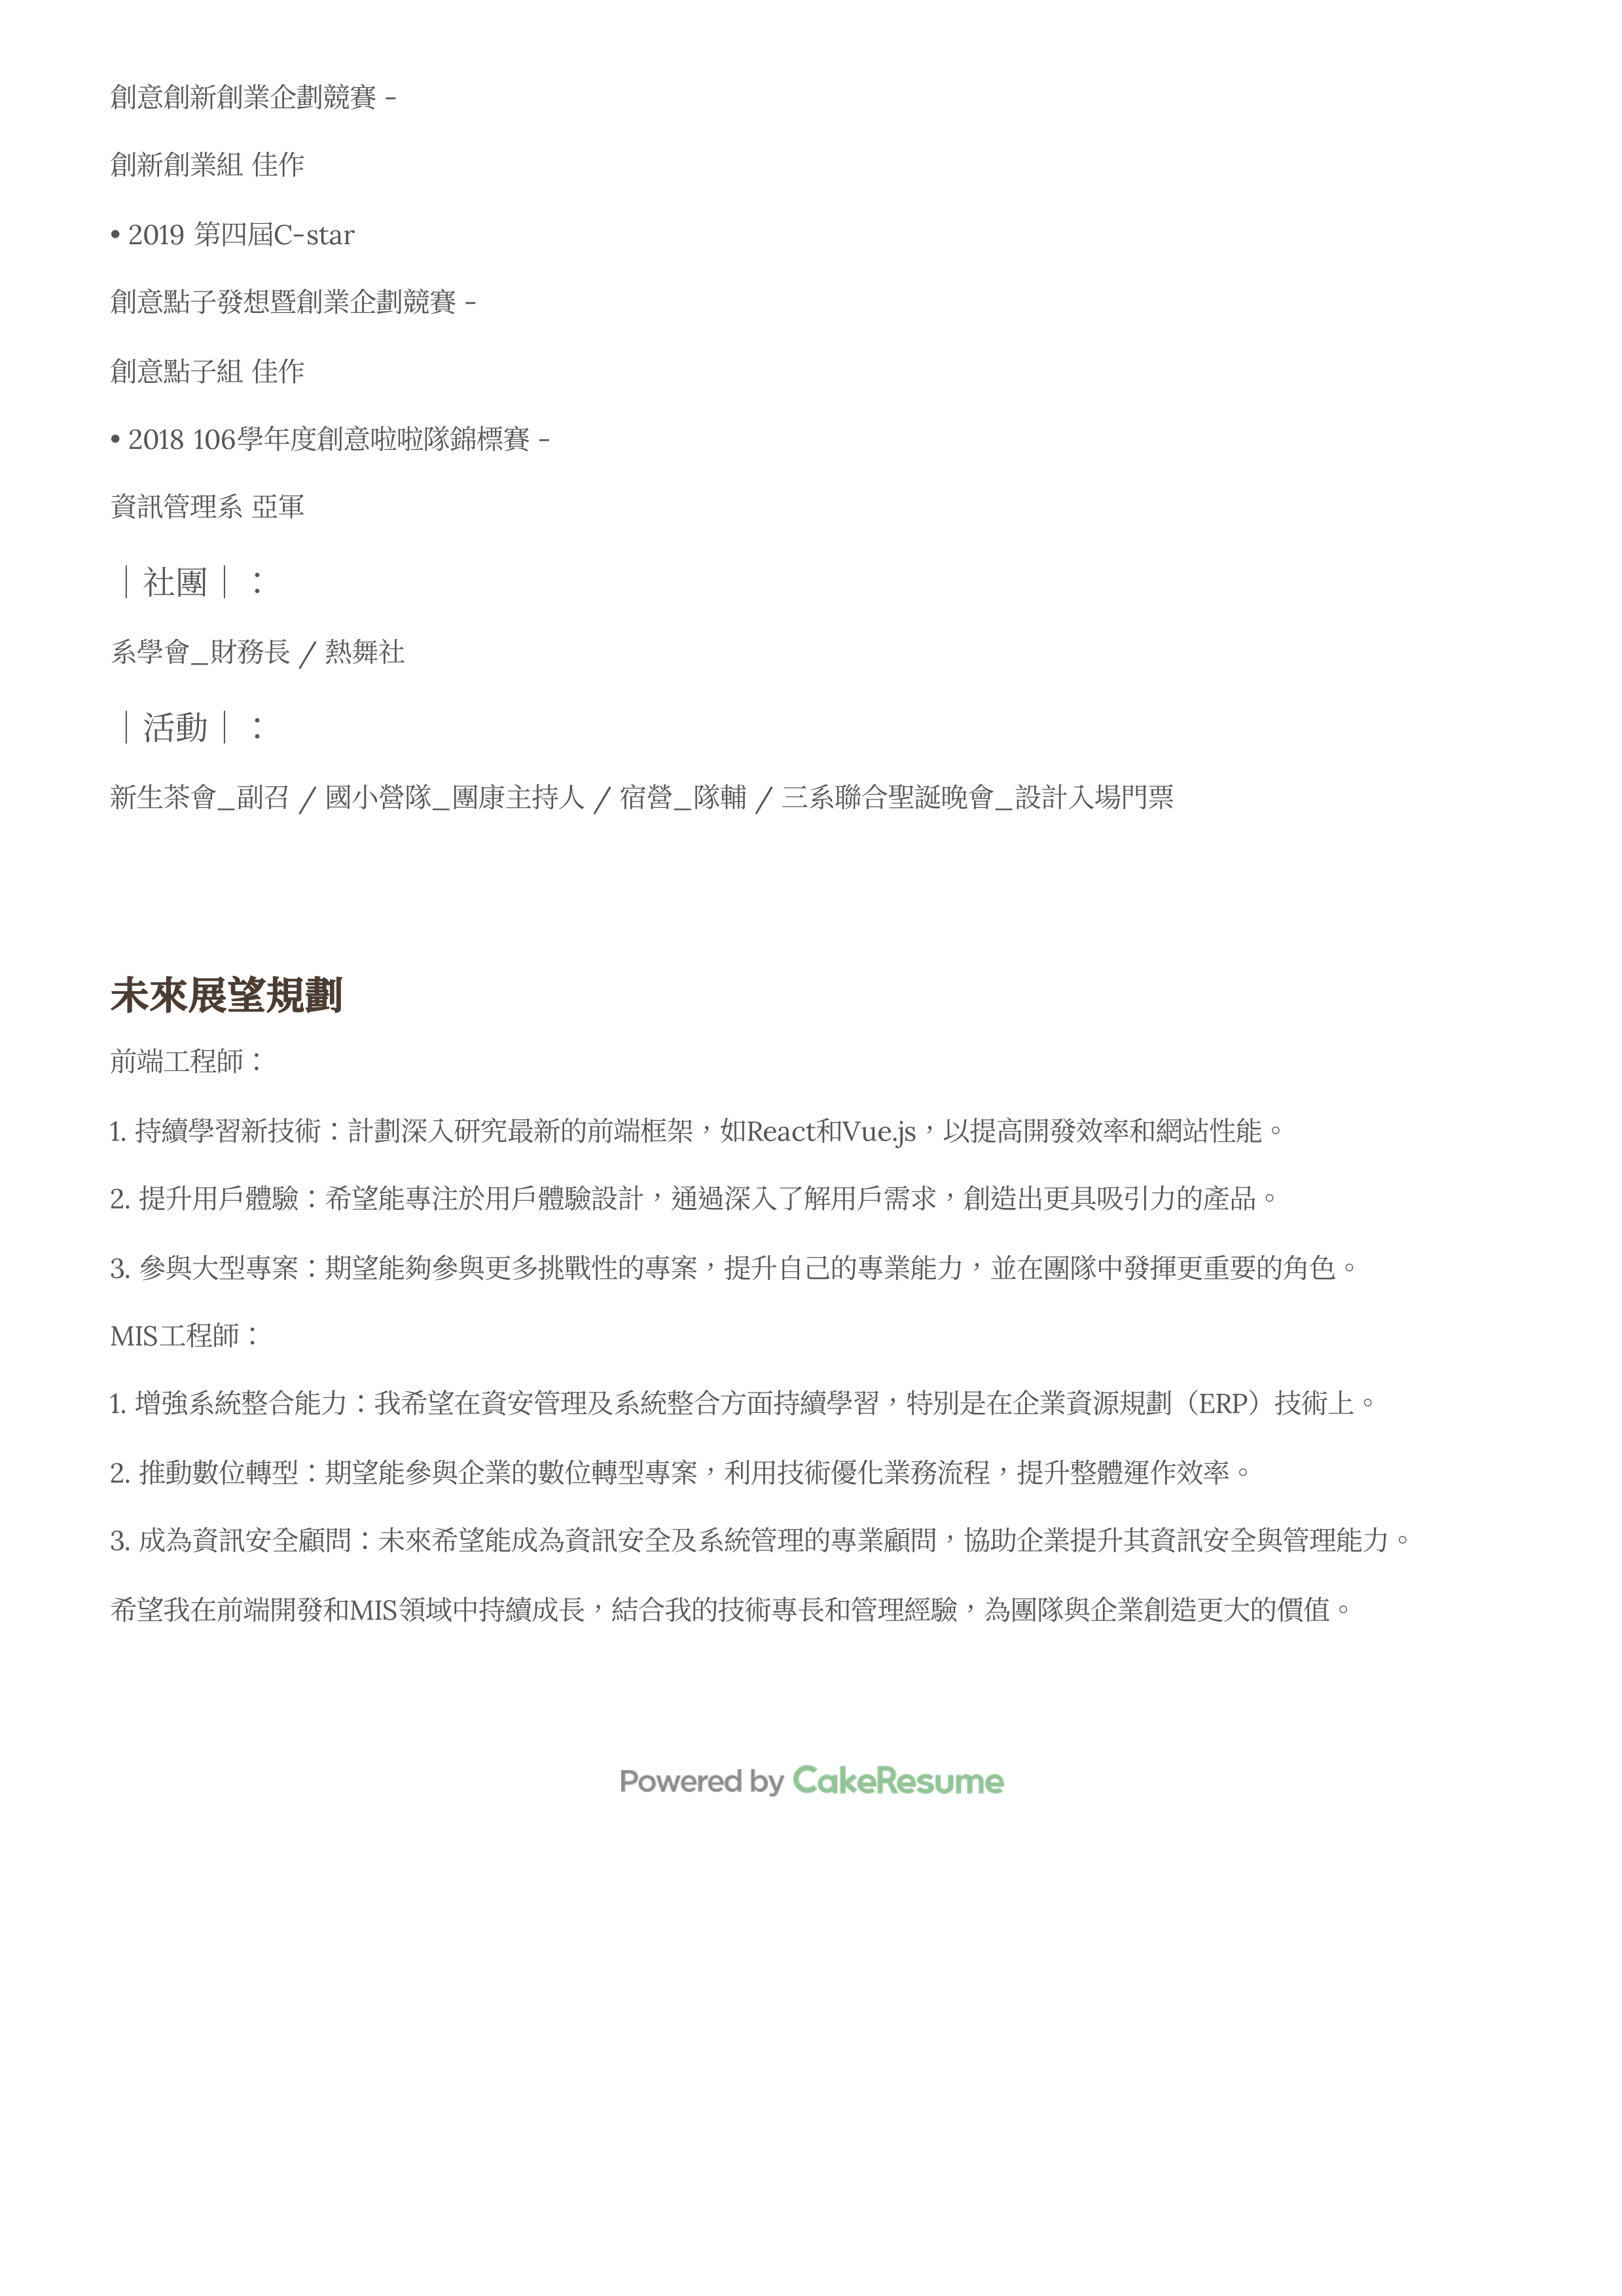 創意創新創業企劃競賽 -
創新創業組 佳作
• 2019 第四屆C-star
創意點子發想暨創業企劃競賽 -
創意點子組 佳作
• 2018 106學年度創意啦啦隊錦標賽 -
資訊管理系 亞軍
｜社團｜：
系學會_財務長 / 熱舞社
｜活動｜：
新生茶會_副召 / 國小營隊_團康主持人 / 宿營_隊輔 / 三系聯合聖誕晚會_設計入場門票
未來展望規劃
前端工程師：
1. 持續學習新技術：計劃深入研究最新的前端框架，如React和Vue.js，以提高開發效率和網站性能。
2. 提升用戶體驗：希望能專注於用戶體驗設計，通過深入了解用戶需求，創造出更具吸引力的產品。
3. 參與大型專案：期望能夠參與更多挑戰性的專案，提升自己的專業能力，並在團隊中發揮更重要的角色。
MIS工程師：
1. 增強系統整合能力：我希望在資安管理及系統整合方面持續學習，特別是在企業資源規劃（ERP）技術上。
2. 推動數位轉型：期望能參與企業的數位轉型專案，利用技術優化業務流程，提升整體運作效率。
3. 成為資訊安全顧問：未來希望能成為資訊安全及系統管理的專業顧問，協助企業提升其資訊安全與管理能力。
希望我在前端開發和MIS領域中持續成長，結合我的技術專長和管理經驗，為團隊與企業創造更大的價值。
Powered by CakeResume